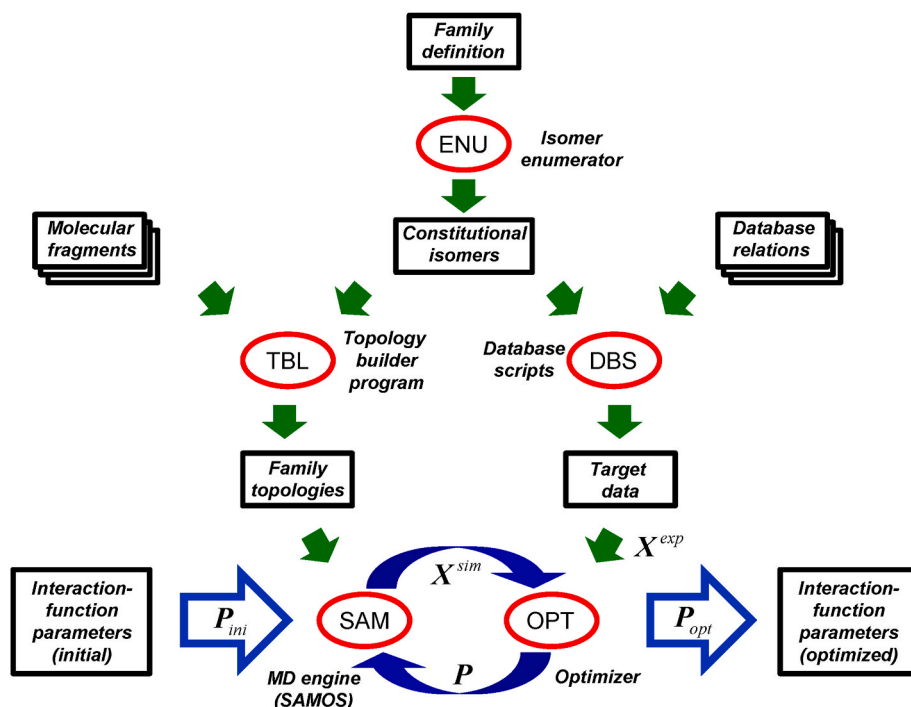 Family
definition
ENU
Isomer
enumerator
Molecular
fragments
Constitutional
isomers
Database
relations
TBL
Topology
builder
program
Database
scripts
DBS
Family
topologies
Target
data
X^exp
X^sim
Interaction-
function
parameters
(initial)
P_ini
SAM
OPT
P_opt
Interaction-
function
parameters
(optimized)
MD engine
(SAMOS)
P
Optimizer